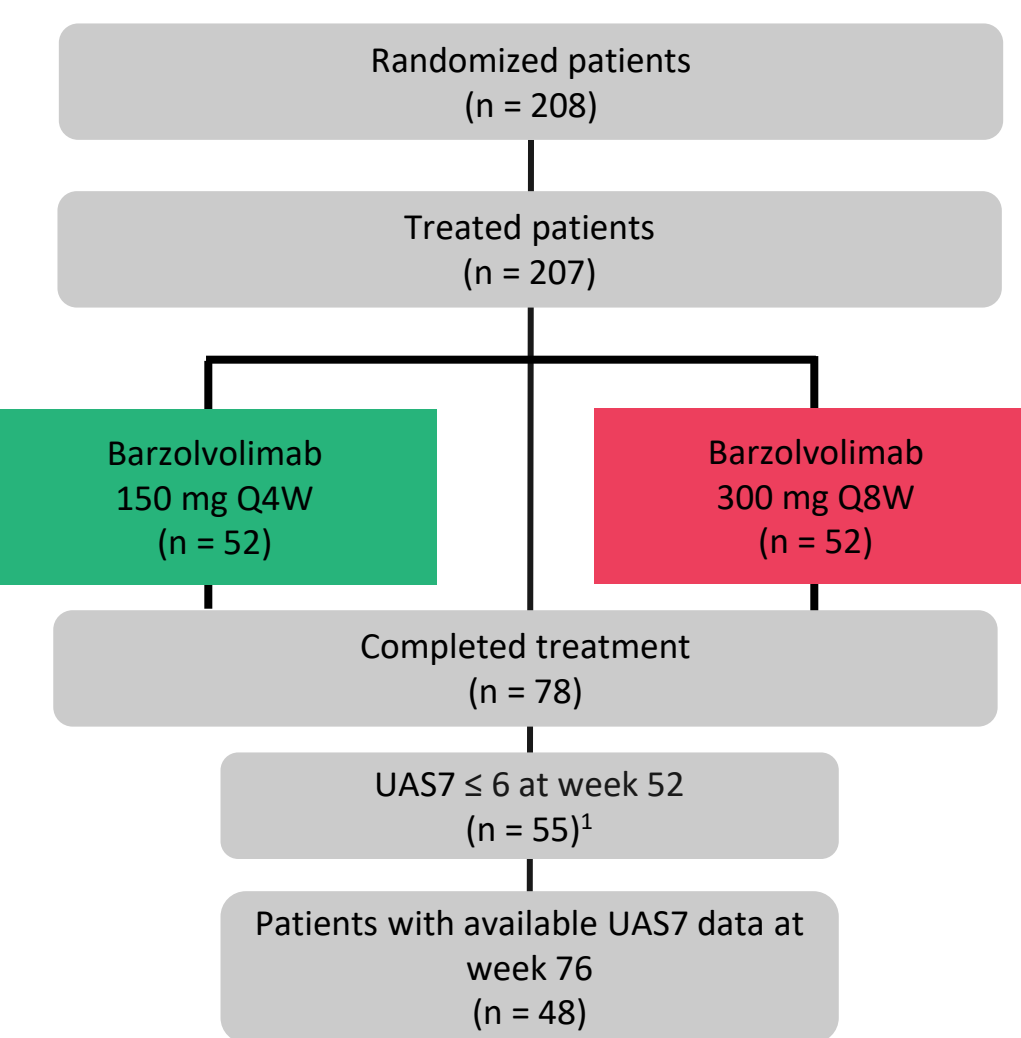 Randomized patients
(n = 208)
Treated patients
(n = 207)
Barzolvolimab
150 mg Q4W
(n = 52)
Barzolvolimab
300 mg Q8W
(n = 52)
Completed treatment
(n = 78)
UAS7 ≤ 6 at week 52
(n = 55)¹
Patients with available UAS7 data at
week 76
(n = 48)